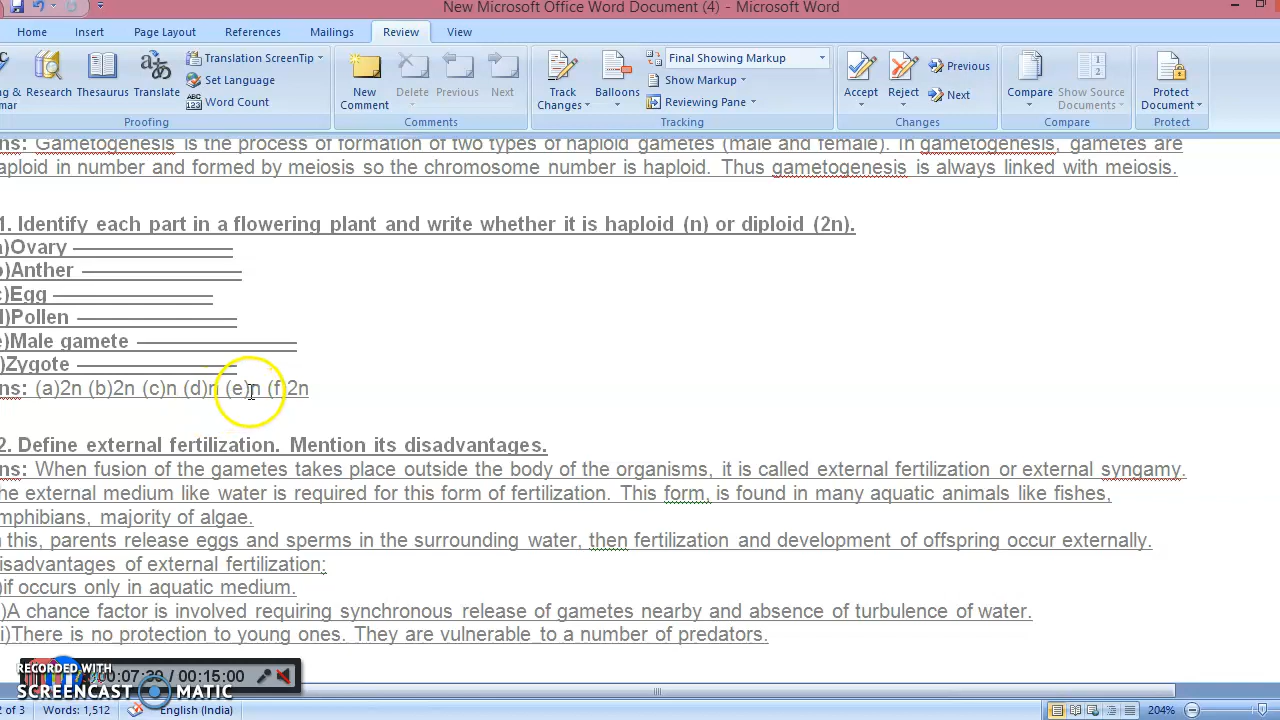 New Microsoft Office Word Document (4) - Microsoft Word
Home Insert Page Layout References Mailings Review View
Research Thesaurus Translate Translation ScreenTip Set Language Word Count
New Comment Delete Previous Next
Track Changes Balloons Final Showing Markup Show Markup Reviewing Pane
Accept Reject Previous Next
Compare Show Source Documents Protect Document
Proofing Comments Tracking Changes Compare Protect
ns: Gametogenesis is the process of formation of two types of haploid gametes (male and female). In gametogenesis, gametes are
aploid in number and formed by meiosis so the chromosome number is haploid. Thus gametogenesis is always linked with meiosis.
1. Identify each part in a flowering plant and write whether it is haploid (n) or diploid (2n).
)Ovary
)Anther
)Egg
)Pollen
)Male gamete
)Zygote
ns: (a)2n (b)2n (c)n (d)n (e)n (f)2n
2. Define external fertilization. Mention its disadvantages.
ns: When fusion of the gametes takes place outside the body of the organisms, it is called external fertilization or external syngamy.
he external medium like water is required for this form of fertilization. This form, is found in many aquatic animals like fishes,
mphibians, majority of algae.
this, parents release eggs and sperms in the surrounding water, then fertilization and development of offspring occur externally.
isadvantages of external fertilization;
)if occurs only in aquatic medium.
)A chance factor is involved requiring synchronous release of gametes nearby and absence of turbulence of water.
i)There is no protection to young ones. They are vulnerable to a number of predators.
RECORDED WITH
SCREENCAST MATIC
/ 00:15:00
2 of 3 Words: 1,512 English (India) 204%